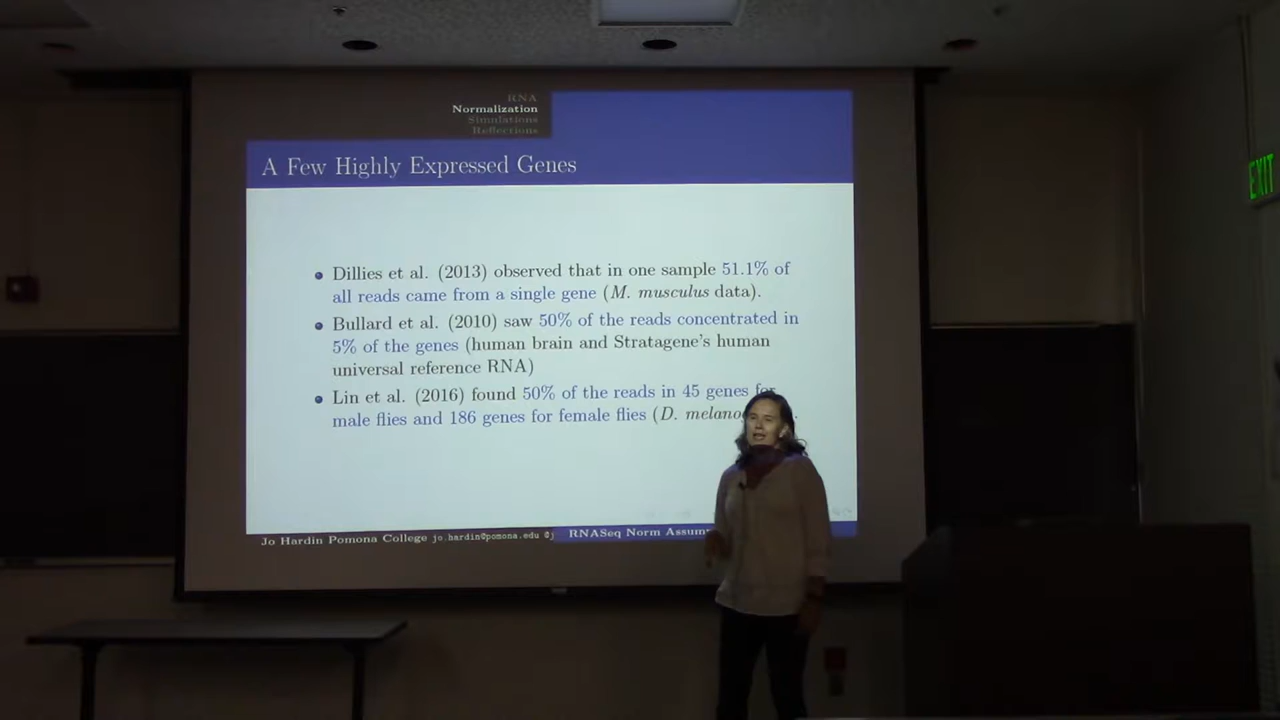 RNA
Normalization
Simulations
Reflections
A Few Highly Expressed Genes
Dillies et al. (2013) observed that in one sample 51.1% of
all reads came from a single gene (M. musculus data).
Bullard et al. (2010) saw 50% of the reads concentrated in
5% of the genes (human brain and Stratagene's human
universal reference RNA)
Lin et al. (2016) found 50% of the reads in 45 genes for
male flies and 186 genes for female flies (D. melano
Jo Hardin Pomona College jo.hardin@pomona.edu @j
RNASeq Norm Assum
EXIT